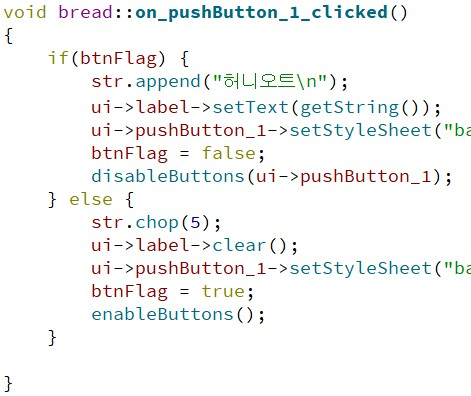 void bread::on_pushButton_1_clicked()
{
    if(btnFlag) {
        str.append("허니오트\n");
        ui->label->setText(getString());
        ui->pushButton_1->setStyleSheet("ba
        btnFlag = false;
        disableButtons(ui->pushButton_1);
    } else {
        str.chop(5);
        ui->label->clear();
        ui->pushButton_1->setStyleSheet("ba
        btnFlag = true;
        enableButtons();
    }
}